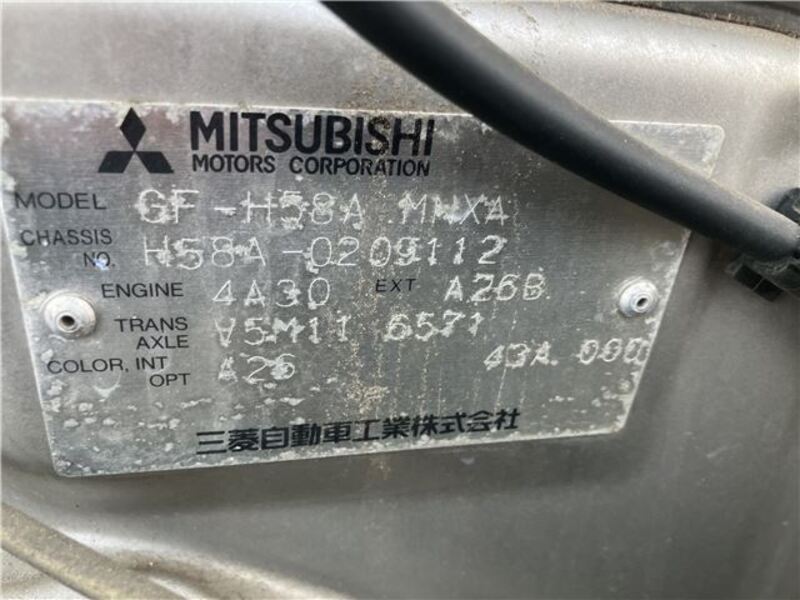 MITSUBISHI
MOTORS CORPORATION
MODEL GF-H58A MNXA
CHASSIS NO. H58A-0209112
ENGINE 4A30 EXT A26B
TRANS AXLE V5M11 6571
COLOR, INT OPT A26 43A 000
三菱自動車工業株式会社